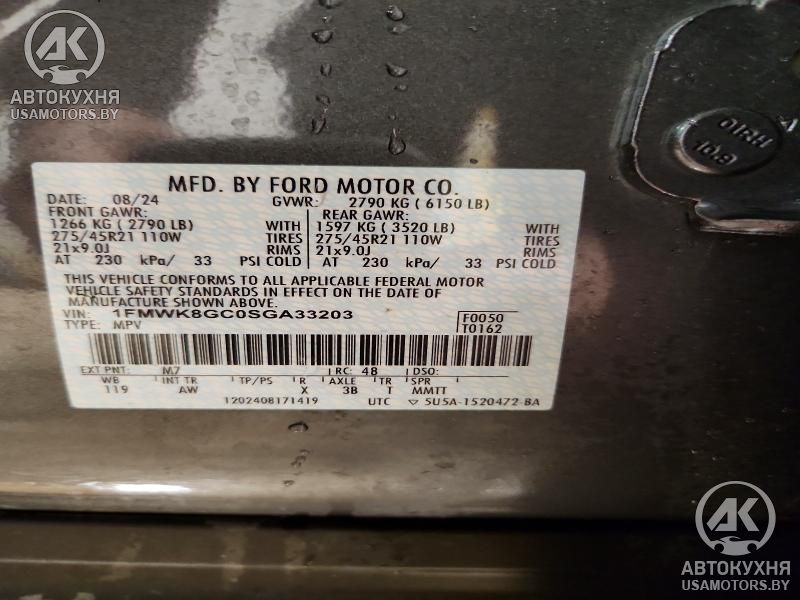 AK
АВТОКУХНЯ
USAMOTORS.BY
OIRH
10.8
MFD. BY FORD MOTOR CO.
DATE: 08/24 GVWR: 2790 KG ( 6150 LB)
FRONT GAWR: REAR GAWR:
1266 KG ( 2790 LB) WITH 1597 KG ( 3520 LB) WITH
275/45R21 110W TIRES 275/45R21 110W TIRES
21x9.0J RIMS 21x9.0J RIMS
AT 230 kPa/ 33 PSI COLD AT 230 kPa/ 33 PSI COLD
THIS VEHICLE CONFORMS TO ALL APPLICABLE FEDERAL MOTOR
VEHICLE SAFETY STANDARDS IN EFFECT ON THE DATE OF
MANUFACTURE SHOWN ABOVE.
VIN: 1FMWK8GC0SGA33203 F0050
TYPE: MPV T0162
EXT PNT: M7 RC: 48 DSO:
WB INT TR TP/PS R AXLE TR SPR
119 AW X 3B T MMTT
1202408171419 UTC ▽ SU5A-1520472-BA
AK
АВТОКУХНЯ
USAMOTORS.BY